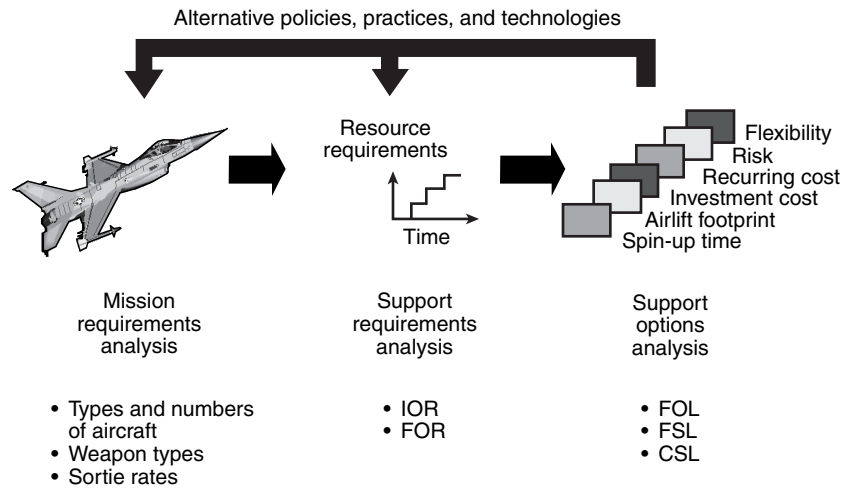 Alternative policies, practices, and technologies
Resource
requirements
Time
Flexibility
Risk
Recurring cost
Investment cost
Airlift footprint
Spin-up time
Mission
requirements
analysis
Support
requirements
analysis
Support
options
analysis
• Types and numbers
of aircraft
• Weapon types
• Sortie rates
• IOR
• FOR
• FOL
• FSL
• CSL